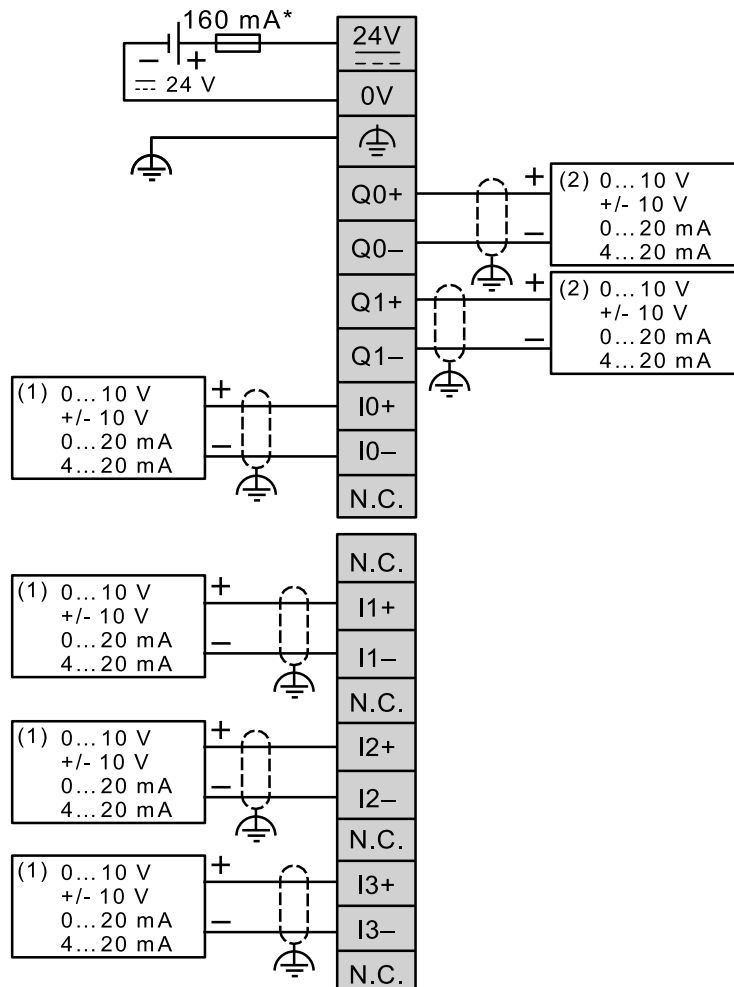 160 mA*
24V
− +
24 V
0V
Q0+
+ (2) 0...10 V
+/- 10 V
Q0–
− 0...20 mA
4...20 mA
Q1+
+ (2) 0...10 V
+/- 10 V
Q1–
− 0...20 mA
4...20 mA
(1) 0...10 V +
+/- 10 V
0...20 mA −
4...20 mA
I0+
I0–
N.C.
N.C.
(1) 0...10 V +
+/- 10 V
0...20 mA −
4...20 mA
I1+
I1–
N.C.
(1) 0...10 V +
+/- 10 V
0...20 mA −
4...20 mA
I2+
I2–
N.C.
(1) 0...10 V +
+/- 10 V
0...20 mA −
4...20 mA
I3+
I3–
N.C.